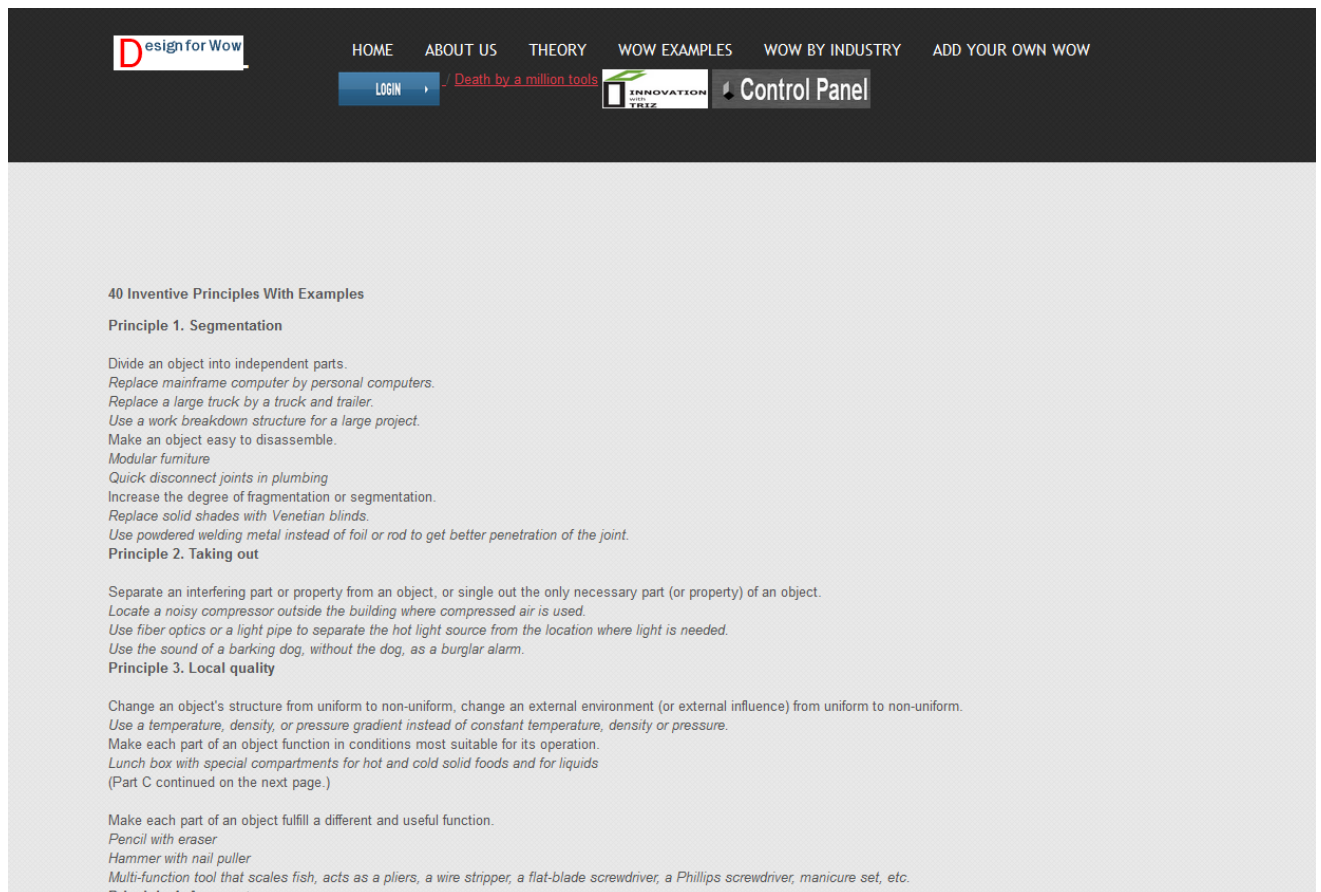 Design for Wow
HOME ABOUT US THEORY WOW EXAMPLES WOW BY INDUSTRY ADD YOUR OWN WOW
LOGIN / Death by a million tools INNOVATION with TRIZ Control Panel
40 Inventive Principles With Examples
Principle 1. Segmentation
Divide an object into independent parts.
Replace mainframe computer by personal computers.
Replace a large truck by a truck and trailer.
Use a work breakdown structure for a large project.
Make an object easy to disassemble.
Modular furniture
Quick disconnect joints in plumbing
Increase the degree of fragmentation or segmentation.
Replace solid shades with Venetian blinds.
Use powdered welding metal instead of foil or rod to get better penetration of the joint.
Principle 2. Taking out
Separate an interfering part or property from an object, or single out the only necessary part (or property) of an object.
Locate a noisy compressor outside the building where compressed air is used.
Use fiber optics or a light pipe to separate the hot light source from the location where light is needed.
Use the sound of a barking dog, without the dog, as a burglar alarm.
Principle 3. Local quality
Change an object's structure from uniform to non-uniform, change an external environment (or external influence) from uniform to non-uniform.
Use a temperature, density, or pressure gradient instead of constant temperature, density or pressure.
Make each part of an object function in conditions most suitable for its operation.
Lunch box with special compartments for hot and cold solid foods and for liquids
(Part C continued on the next page.)
Make each part of an object fulfill a different and useful function.
Pencil with eraser
Hammer with nail puller
Multi-function tool that scales fish, acts as a pliers, a wire stripper, a flat-blade screwdriver, a Phillips screwdriver, manicure set, etc.